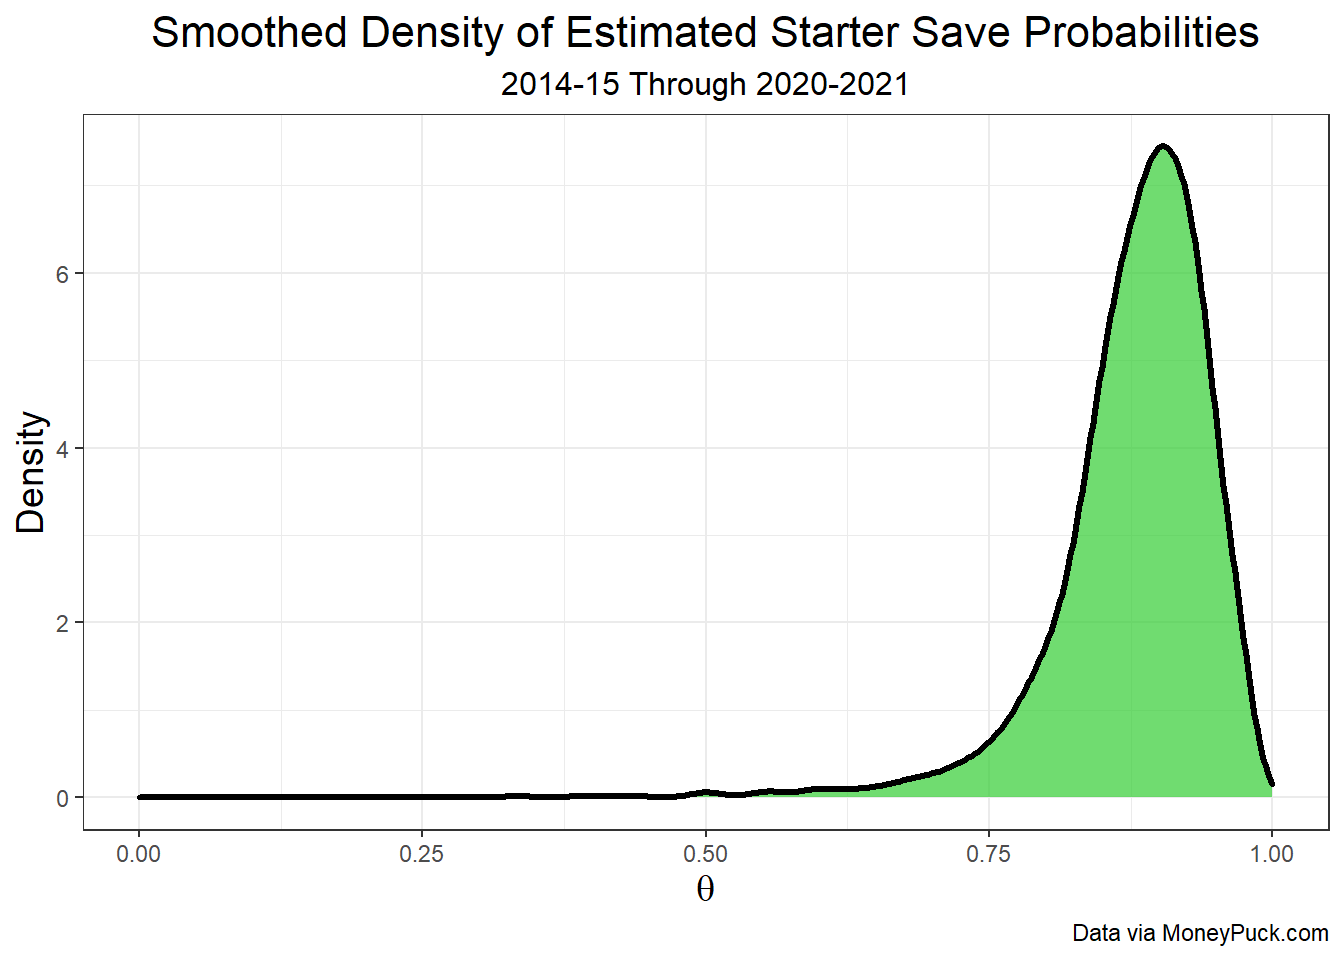 Smoothed Density of Estimated Starter Save Probabilities
2014-15 Through 2020-2021
Density
6
4
2
0
0.00 0.25 0.50 0.75 1.00
θ
Data via MoneyPuck.com